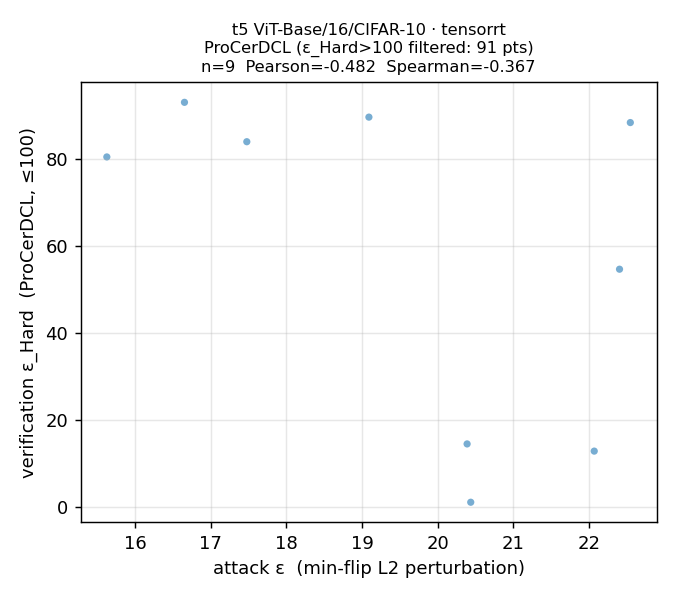 t5 ViT-Base/16/CIFAR-10 · tensorrt
ProCerDCL (ε_Hard>100 filtered: 91 pts)
n=9  Pearson=-0.482  Spearman=-0.367
verification ε_Hard  (ProCerDCL, ≤100)
80
60
40
20
0
16
17
18
19
20
21
22
attack ε  (min-flip L2 perturbation)